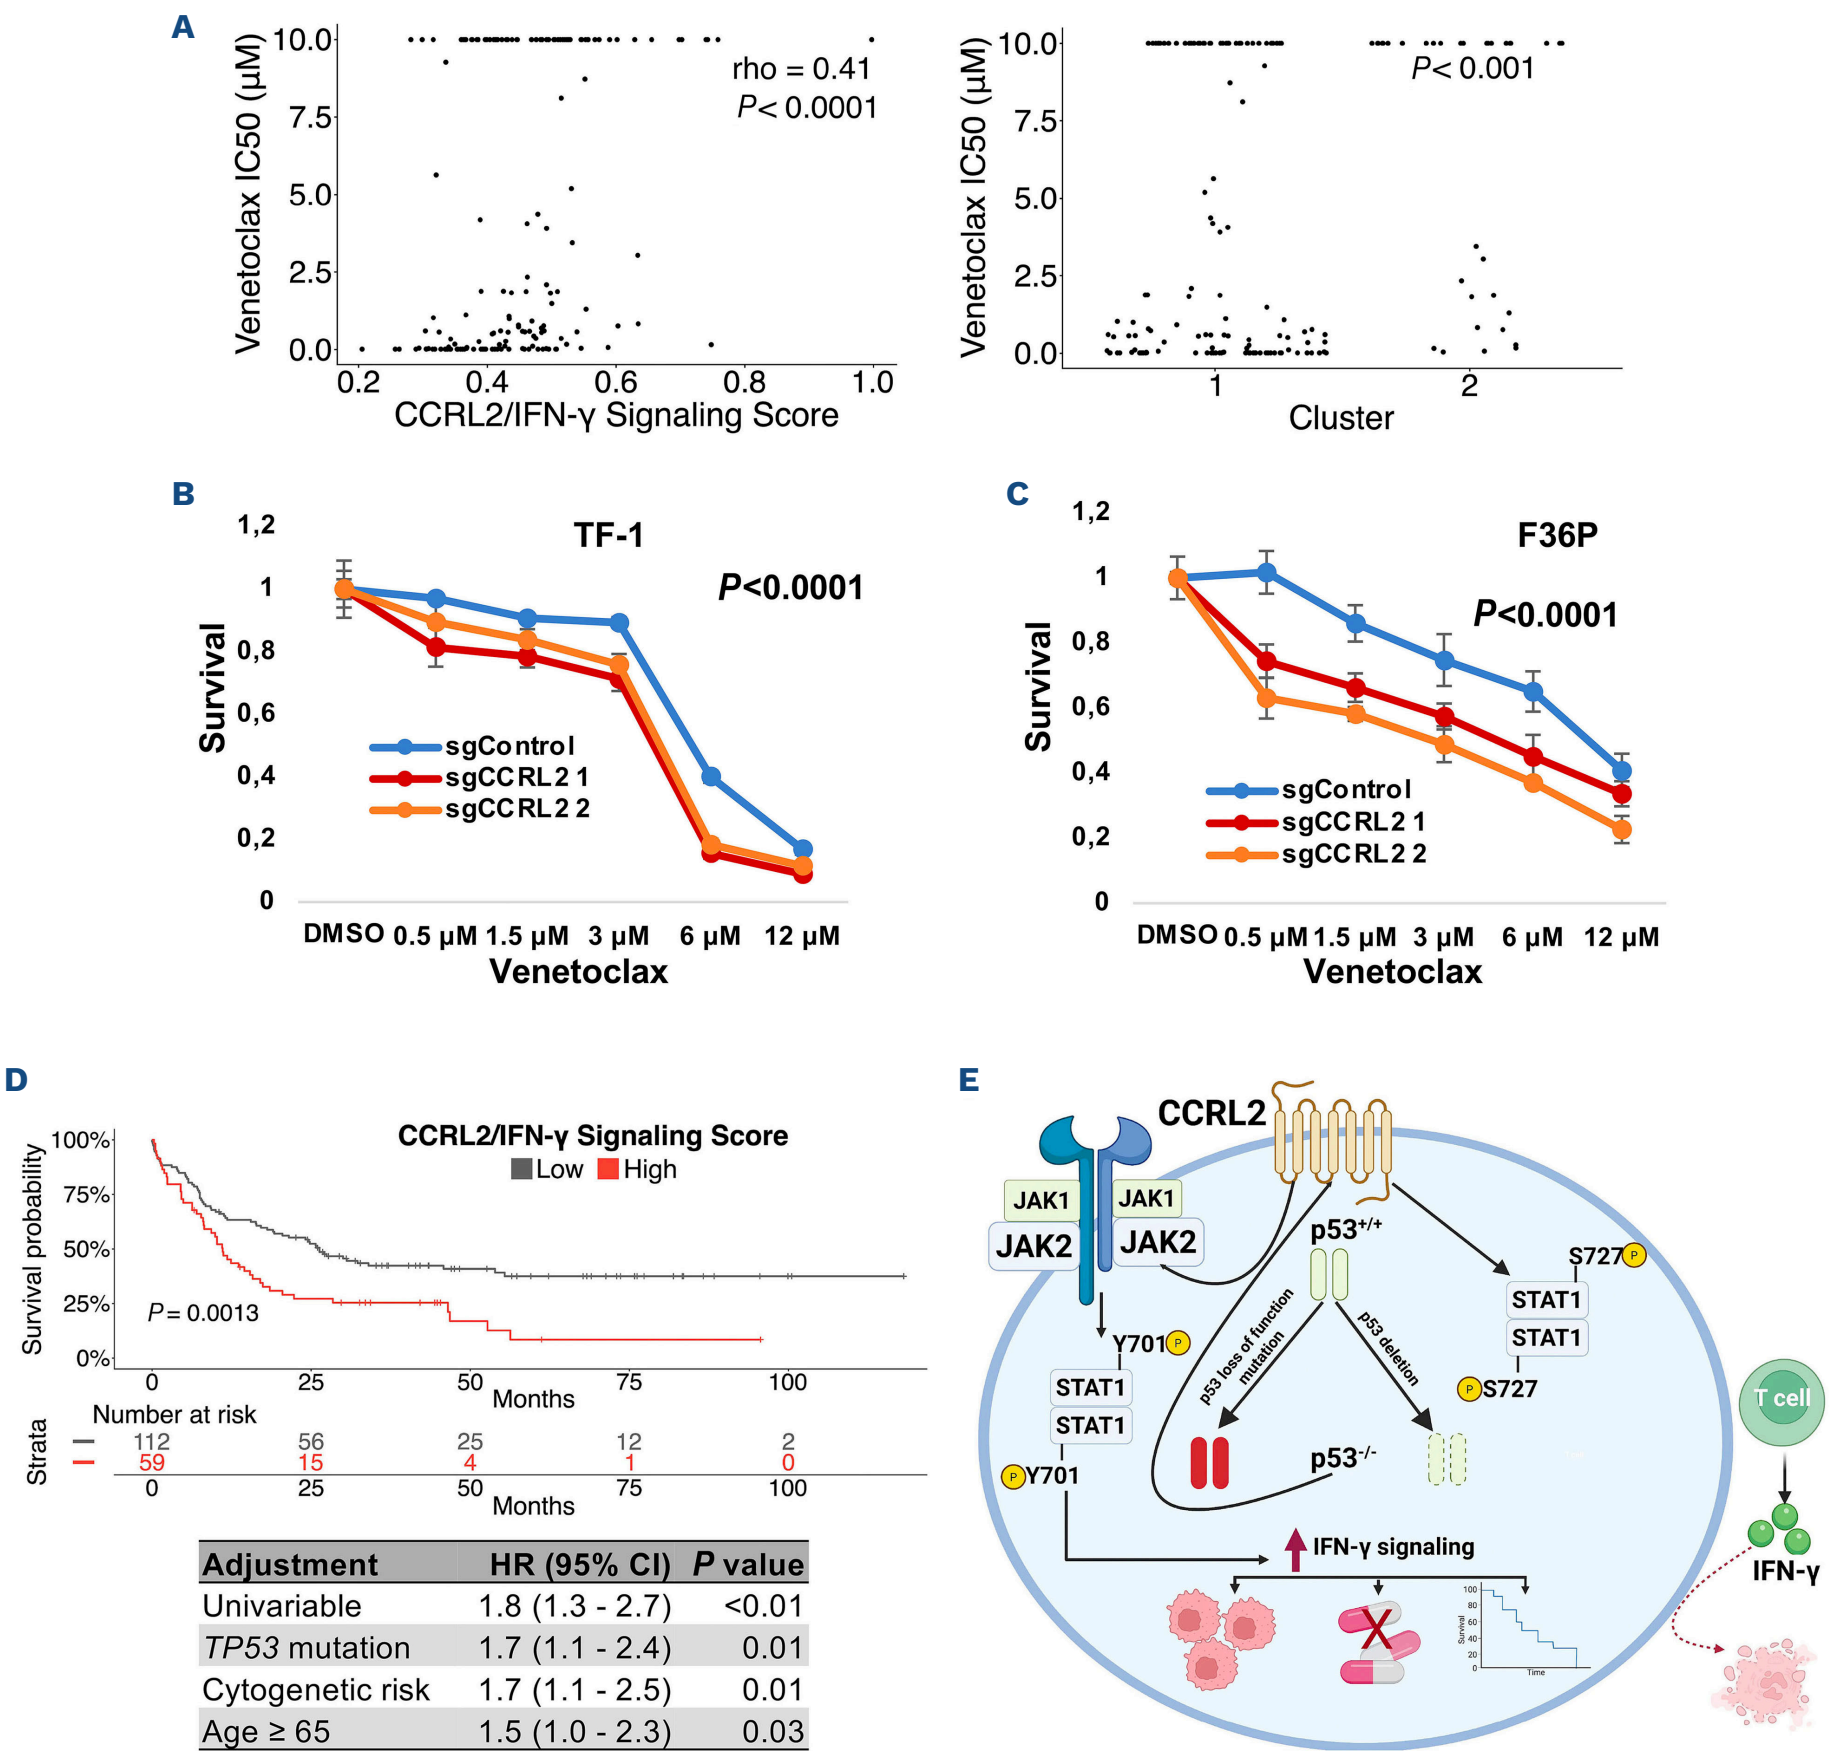 A
Venetoclax IC50 (µM)
10.0
7.5
5.0
2.5
0.0
rho = 0.41
P< 0.0001
0.2 0.4 0.6 0.8 1.0
CCRL2/IFN-γ Signaling Score
Venetoclax IC50 (µM)
10.0
7.5
5.0
2.5
0.0
P< 0.001
1 2
Cluster
B
TF-1
P<0.0001
Survival
1,2
1
0,8
0,6
0,4
0,2
0
sgControl
sgCCRL2 1
sgCCRL2 2
DMSO 0.5 µM 1.5 µM 3 µM 6 µM 12 µM
Venetoclax
C
F36P
P<0.0001
Survival
1,2
1
0,8
0,6
0,4
0,2
0
sgControl
sgCCRL2 1
sgCCRL2 2
DMSO 0.5 µM 1.5 µM 3 µM 6 µM 12 µM
Venetoclax
D
CCRL2/IFN-γ Signaling Score
Low High
Survival probability
100%
75%
50%
25%
0%
P = 0.0013
0 25 50 75 100
Months
Number at risk
Strata
112 56 25 12 2
59 15 4 1 0
0 25 50 75 100
Months
Adjustment HR (95% CI) P value
Univariable 1.8 (1.3 - 2.7) <0.01
TP53 mutation 1.7 (1.1 - 2.4) 0.01
Cytogenetic risk 1.7 (1.1 - 2.5) 0.01
Age ≥ 65 1.5 (1.0 - 2.3) 0.03
E
CCRL2
JAK1 JAK1
JAK2 JAK2
p53+/+
S727 P
STAT1
STAT1
P S727
p53 loss of function
mutation
p53 deletion
Y701 P
STAT1
STAT1
P Y701
p53-/-
T cell
IFN-γ
IFN-γ signaling
Survival
100
80
60
40
20
0
Time